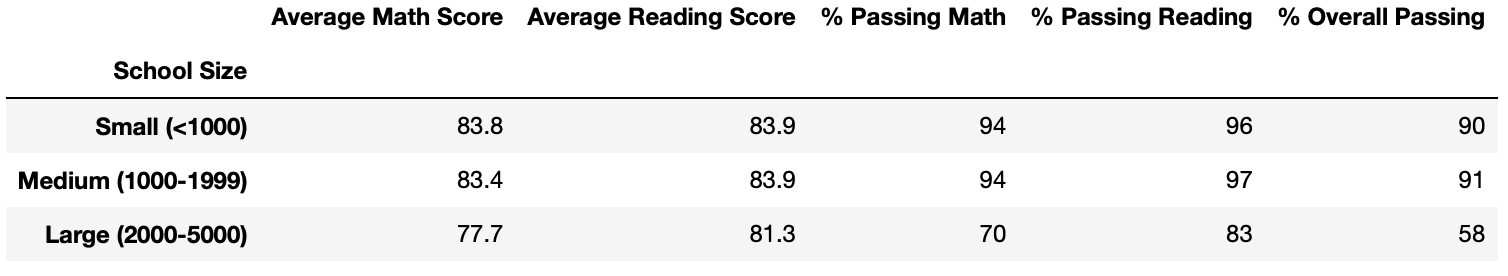 Average Math Score Average Reading Score % Passing Math % Passing Reading % Overall Passing
School Size
Small (<1000) 83.8 83.9 94 96 90
Medium (1000-1999) 83.4 83.9 94 97 91
Large (2000-5000) 77.7 81.3 70 83 58